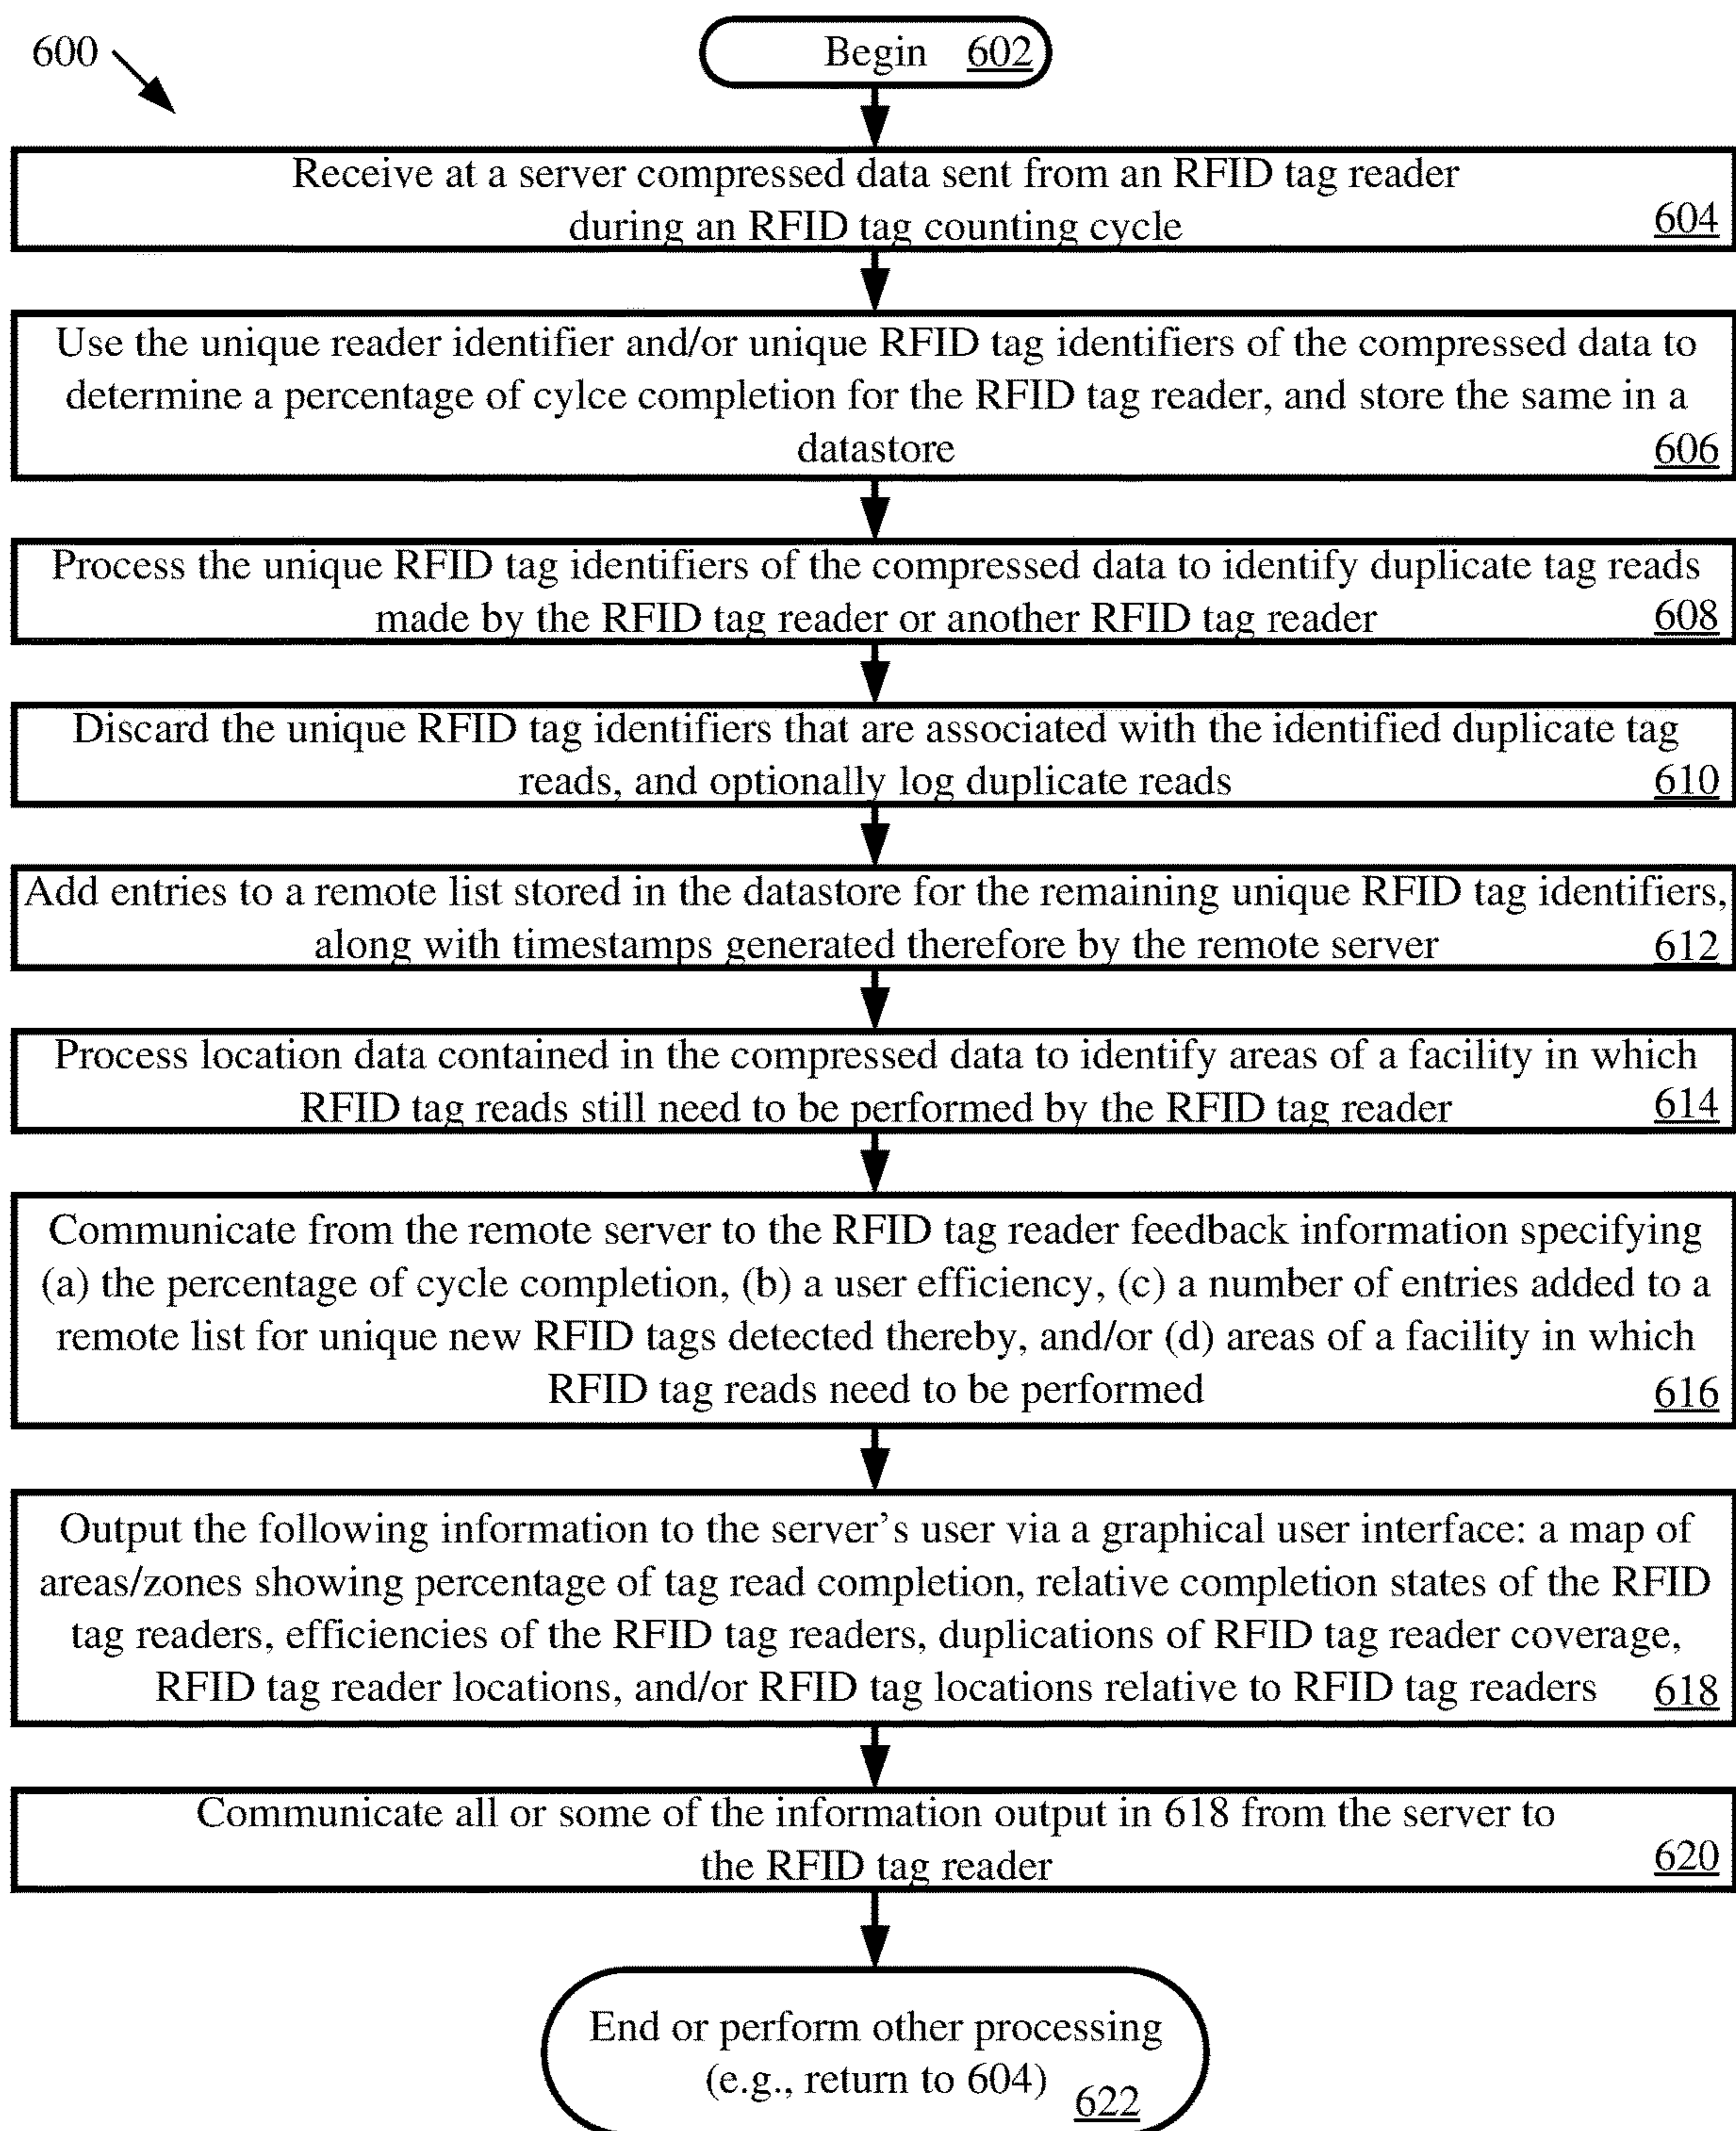 600
Begin 602
Receive at a server compressed data sent from an RFID tag reader
during an RFID tag counting cycle 604
Use the unique reader identifier and/or unique RFID tag identifiers of the compressed data to
determine a percentage of cylce completion for the RFID tag reader, and store the same in a
datastore 606
Process the unique RFID tag identifiers of the compressed data to identify duplicate tag reads
made by the RFID tag reader or another RFID tag reader 608
Discard the unique RFID tag identifiers that are associated with the identified duplicate tag
reads, and optionally log duplicate reads 610
Add entries to a remote list stored in the datastore for the remaining unique RFID tag identifiers,
along with timestamps generated therefore by the remote server 612
Process location data contained in the compressed data to identify areas of a facility in which
RFID tag reads still need to be performed by the RFID tag reader 614
Communicate from the remote server to the RFID tag reader feedback information specifying
(a) the percentage of cycle completion, (b) a user efficiency, (c) a number of entries added to a
remote list for unique new RFID tags detected thereby, and/or (d) areas of a facility in which
RFID tag reads need to be performed 616
Output the following information to the server’s user via a graphical user interface: a map of
areas/zones showing percentage of tag read completion, relative completion states of the RFID
tag readers, efficiencies of the RFID tag readers, duplications of RFID tag reader coverage,
RFID tag reader locations, and/or RFID tag locations relative to RFID tag readers 618
Communicate all or some of the information output in 618 from the server to
the RFID tag reader 620
End or perform other processing
(e.g., return to 604) 622